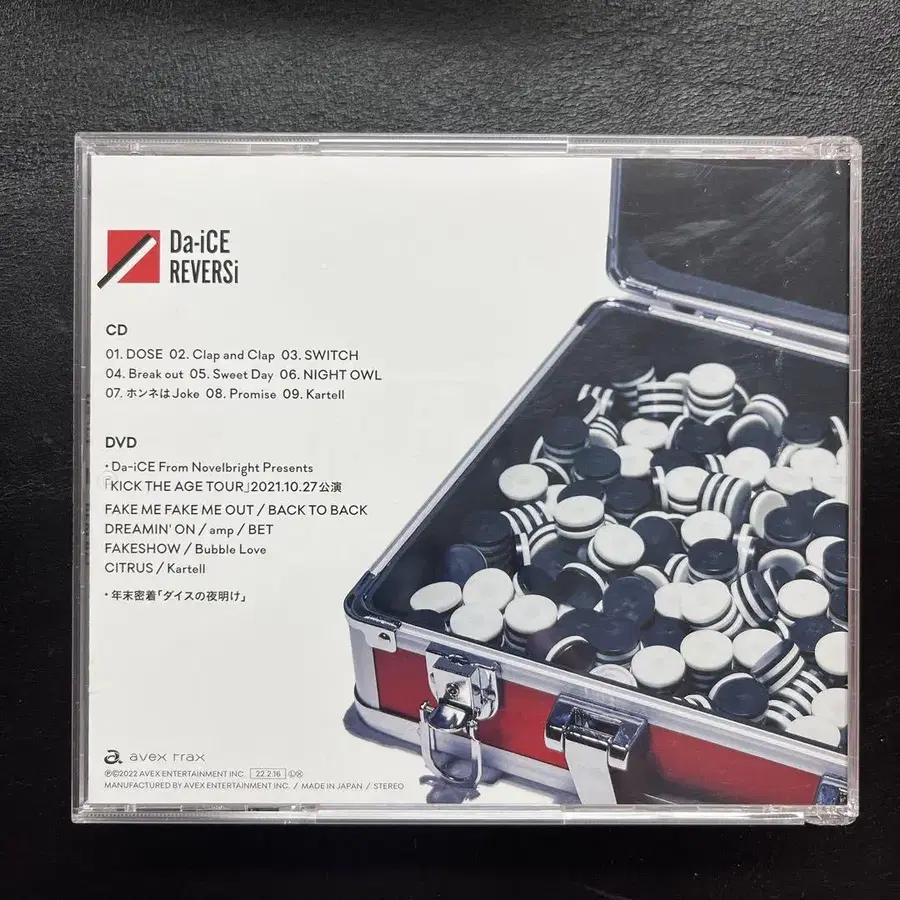 Da-iCE
REVERSi
CD
01. DOSE 02. Clap and Clap 03. SWITCH
04. Break out 05. Sweet Day 06. NIGHT OWL
07. ホンネは Joke 08. Promise 09. Kartell
DVD
・Da-iCE From Novelbright Presents
「KICK THE AGE TOUR」2021.10.27公演
FAKE ME FAKE ME OUT / BACK TO BACK
DREAMIN' ON / amp / BET
FAKESHOW / Bubble Love
CITRUS / Kartell
・年末密着「ダイスの夜明け」
avex trax
℗©2022 AVEX ENTERTAINMENT INC. 22.2.16 ⓁⓍ
MANUFACTURED BY AVEX ENTERTAINMENT INC. / MADE IN JAPAN / STEREO